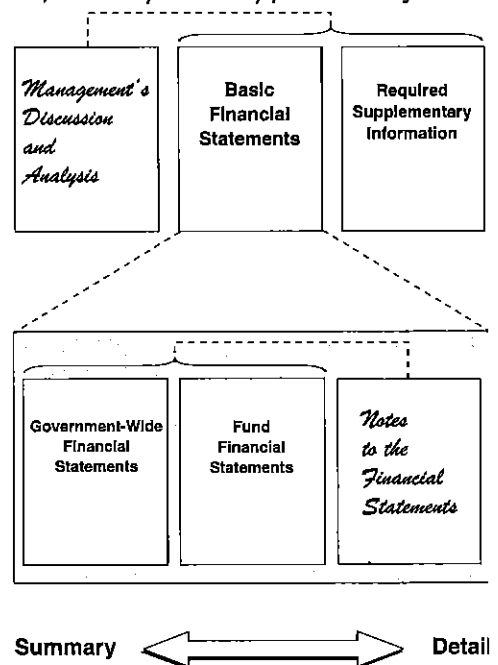 Management's
Discussion
and
Analysis
Basic
Financial
Statements
Required
Supplementary
Information
Government-Wide
Financial
Statements
Fund
Financial
Statements
Notes
to the
Financial
Statements
Summary
Detail